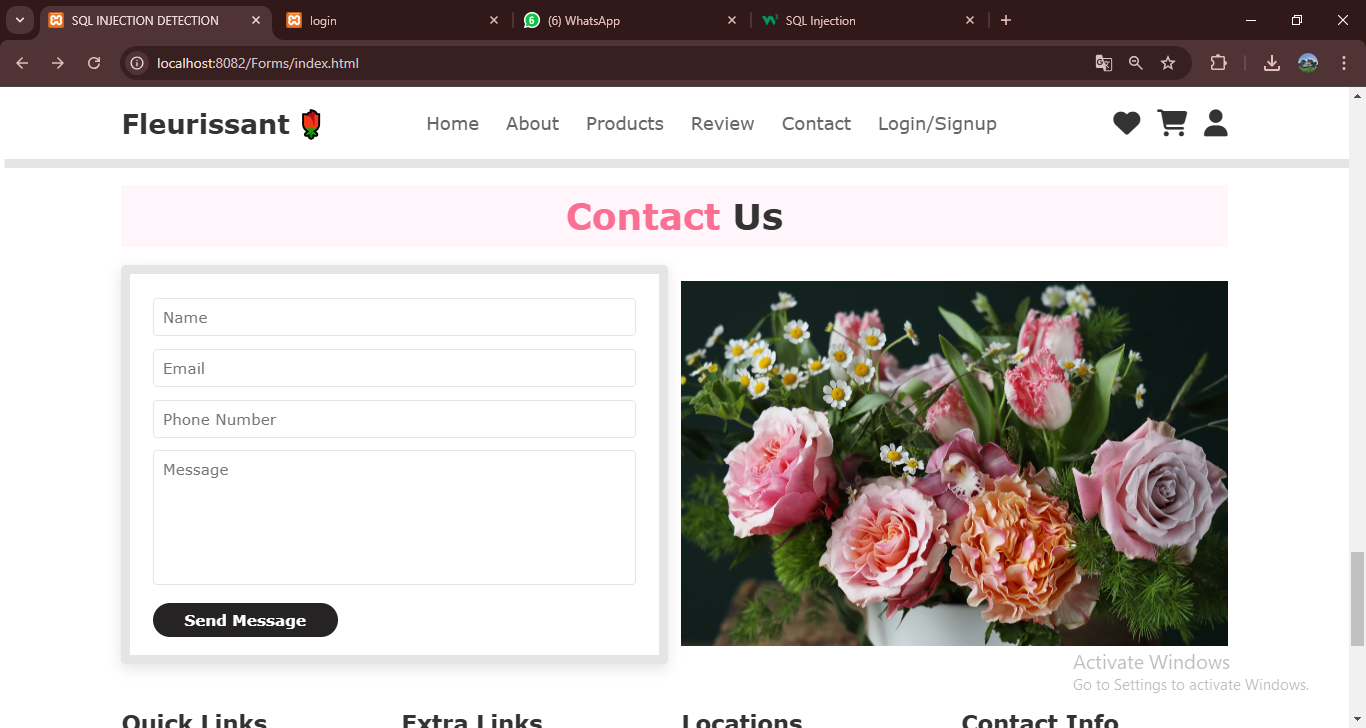 SQL INJECTION DETECTION
login
6 (6) WhatsApp
SQL Injection
localhost:8082/Forms/index.html
Fleurissant
Home About Products Review Contact Login/Signup
Contact Us
Name
Email
Phone Number
Message
Send Message
Activate Windows
Go to Settings to activate Windows.
Quick Links Extra Links Locations Contact Info